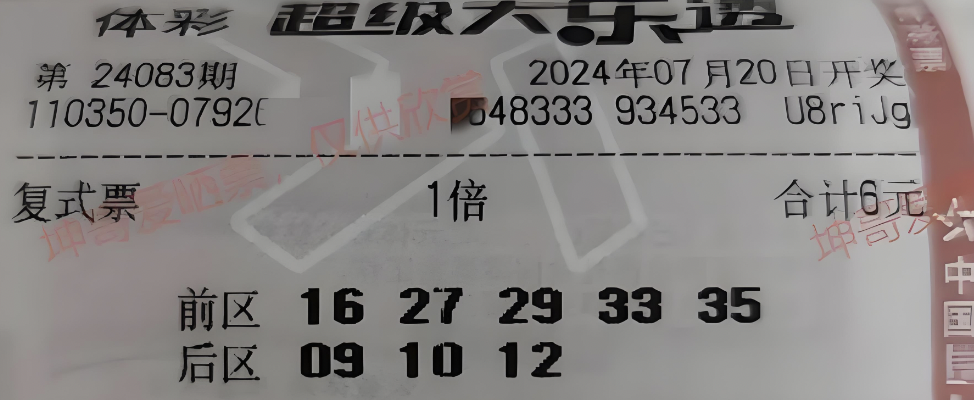 体彩 超级大乐透
第 24083期 2024年07月20日开奖
110350-0792 648333 934533 U8riJg
复式票 1倍 合计6元
前区 16 27 29 33 35
后区 09 10 12
坤哥爱晒票，仅供欣赏
坤哥爱
彩票
中国